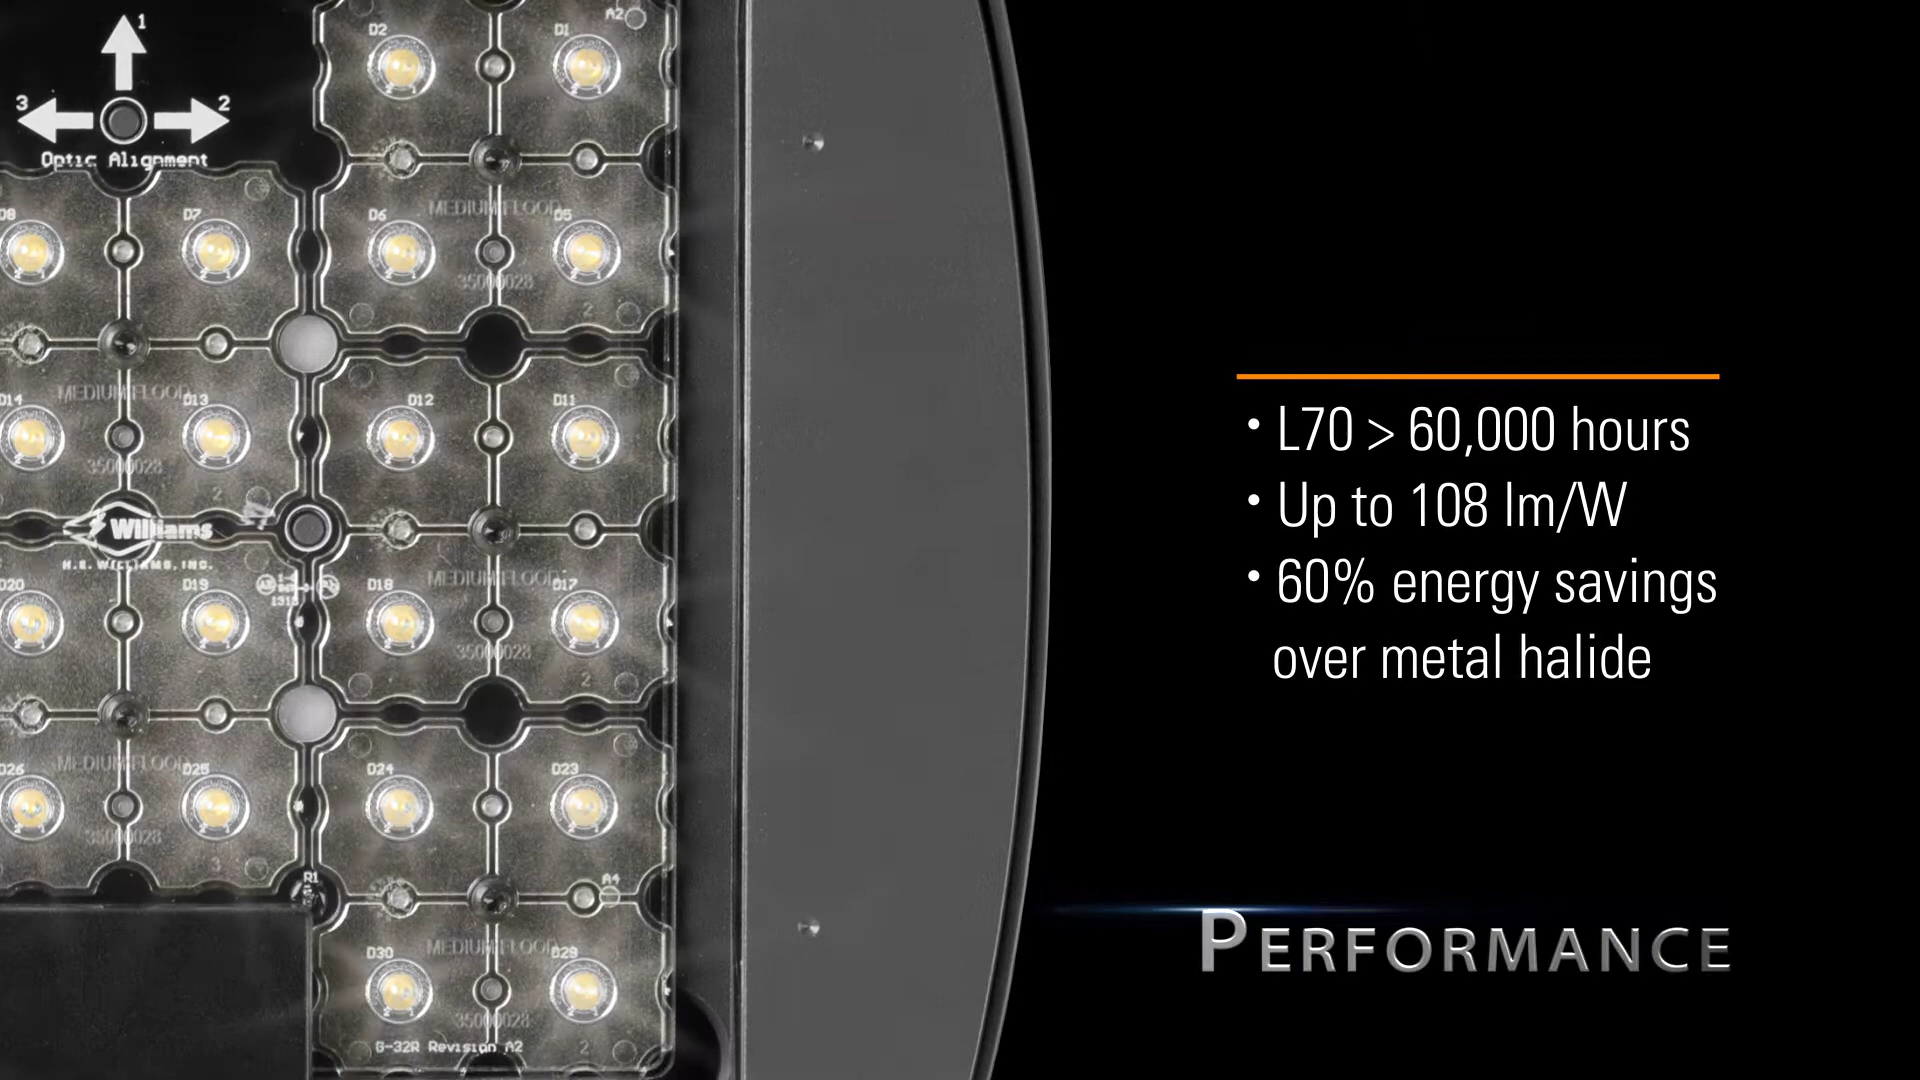 1
3
2
Optic Alignment
D2
D1
A2
D8
D7
D6
MEDIUM FLOOD
D5
35000028
2
D14
MEDIUM FLOOD
D13
D12
D11
35000028
2
Williams
H.E. WILLIAMS, INC.
D20
D19
D18
MEDIUM FLOOD
D17
35000028
2
D26
MEDIUM FLOOD
D25
D24
D23
35000028
3
R1
A4
D30
MEDIUM FLOOD
D29
35000028
G-32R Revision A2
2
• L70 > 60,000 hours
• Up to 108 lm/W
• 60% energy savings
over metal halide
PERFORMANCE